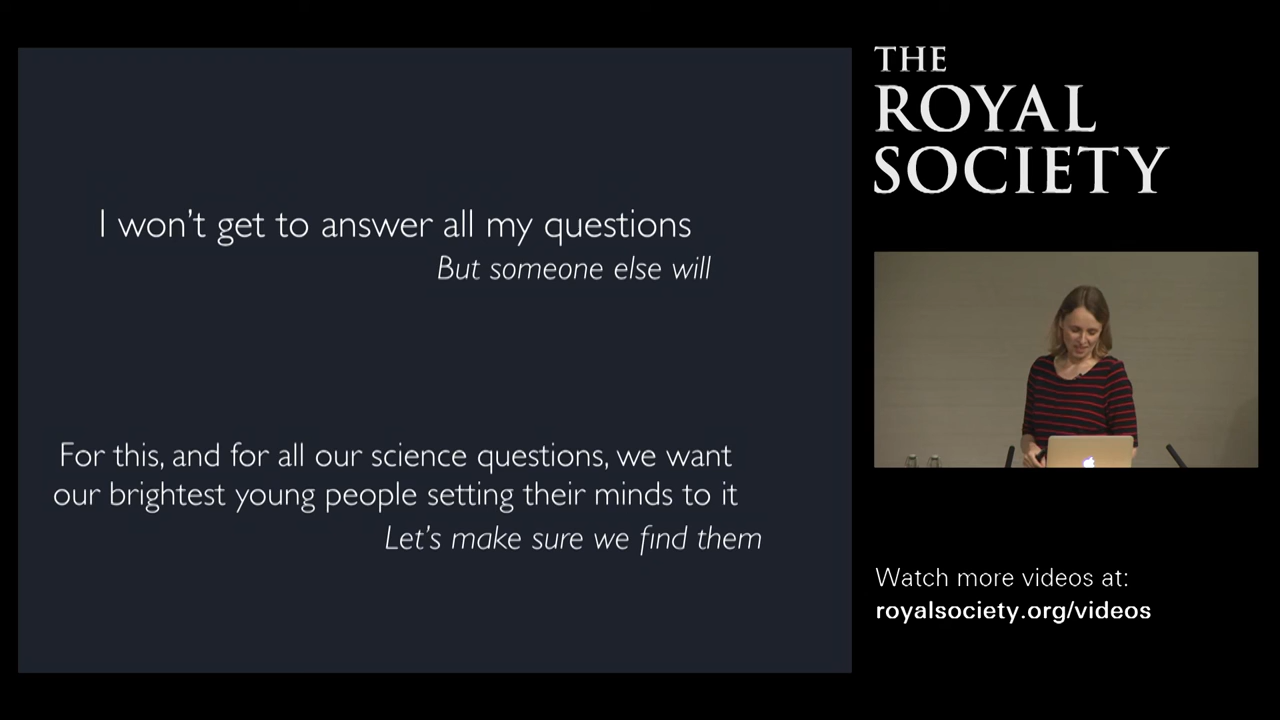 I won't get to answer all my questions
But someone else will
For this, and for all our science questions, we want
our brightest young people setting their minds to it
Let's make sure we find them
THE
ROYAL
SOCIETY
Watch more videos at:
royalsociety.org/videos